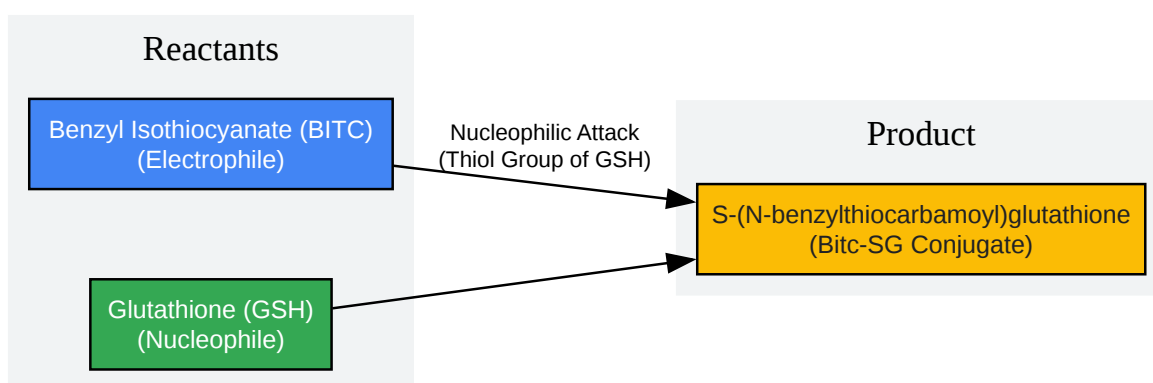 Reactants
Benzyl Isothiocyanate (BITC)
(Electrophile)
Glutathione (GSH)
(Nucleophile)
Nucleophilic Attack
(Thiol Group of GSH)
Product
S-(N-benzylthiocarbamoyl)glutathione
(Bitc-SG Conjugate)